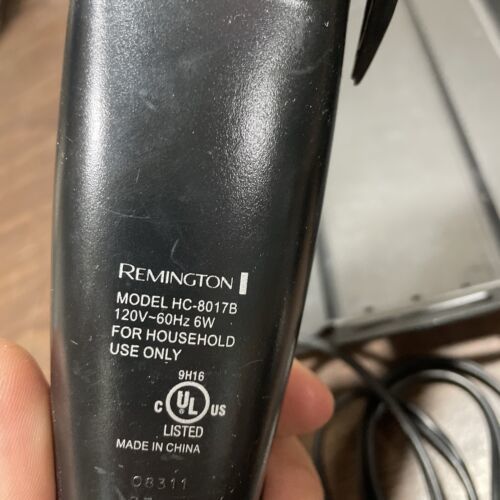 REMINGTON
MODEL HC-8017B
120V~60Hz 6W
FOR HOUSEHOLD
USE ONLY
9H16
C UL US
LISTED
MADE IN CHINA
08311